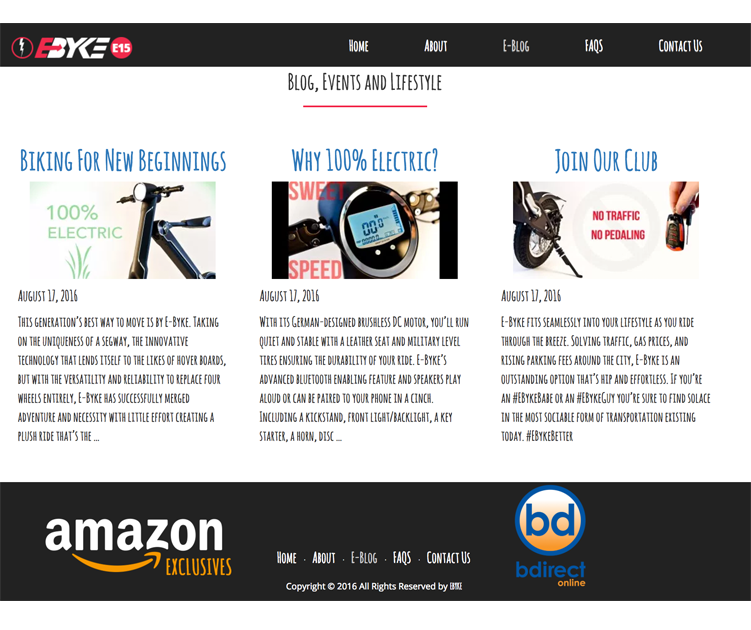 E-BYKE E15
Home About E-Blog FAQS Contact Us
Blog, Events and Lifestyle
Biking For New Beginnings
100%
ELECTRIC
August 17, 2016
This generation's best way to move is by E-Byke. Taking
on the uniqueness of a segway, the innovative
technology that lends itself to the likes of hover boards,
but with the versatility and reliability to replace four
wheels entirely, E-Byke has successfully merged
adventure and necessity with little effort creating a
plush ride that's the ...
Why 100% Electric?
SWEET
000
SPEED
August 17, 2016
With its German-designed brushless DC motor, you'll run
quiet and stable with a leather seat and military level
tires ensuring the durability of your ride. E-Byke's
advanced bluetooth enabling feature and speakers play
aloud or can be paired to your phone in a cinch.
Including a kickstand, front light/backlight, a key
starter, a horn, disc ...
Join Our Club
NO TRAFFIC
NO PEDALING
August 17, 2016
E-Byke fits seamlessly into your lifestyle as you ride
through the breeze. Solving traffic, gas prices, and
rising parking fees around the city, E-Byke is an
outstanding option that's hip and effortless. If you're
an #EBykeBabe or an #EBykeGuy you're sure to find solace
in the most sociable form of transportation existing
today. #EBykeBetter
amazon
EXCLUSIVES
Home · About · E-Blog · FAQS · Contact Us
Copyright © 2016 All Rights Reserved by EBYKE
bd
bdirect
online